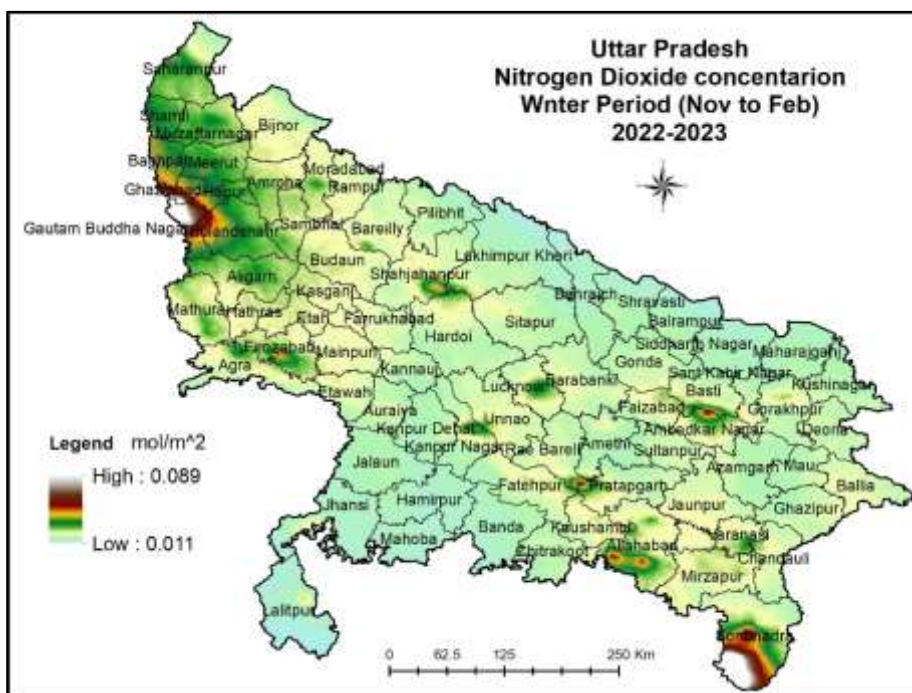 Uttar Pradesh
Nitrogen Dioxide concentarion
Wnter Period (Nov to Feb)
2022-2023
Saharanpur
Shamli
Muzaffarnagar
Bijnor
Baghpat
Meerut
Moradabad
Ghaziabad
Hapur
Amroha
Rampur
Pilibhit
Gautam Buddha Nagar
Bulandshahr
Sambhal
Bareilly
Lakhimpur Kheri
Budaun
Shahjahanpur
Aligarh
Kasganj
Bahraich
Shravasti
Mathura
Hathras
Etah
Farrukhabad
Sitapur
Balrampur
Hardoi
Siddharth Nagar
Maharajganj
Firozabad
Mainpuri
Gonda
Agra
Kannauj
Sant Kabir Nagar
Kushinagar
Lucknow
Barabanki
Basti
Etawah
Faizabad
Gorakhpur
Auraiya
Unnao
Deoria
Kanpur Dehat
Ambedkar Nagar
Kanpur Nagar
Rae Bareli
Amethi
Sultanpur
Legend mol/m^2
Jalaun
Azamgarh
Mau
High : 0.089
Fatehpur
Pratapgarh
Ballia
Jhansi
Hamirpur
Jaunpur
Ghazipur
Banda
Kaushambi
Low : 0.011
Mahoba
Varanasi
Chitrakoot
Allahabad
Chandauli
Mirzapur
Lalitpur
Sonbhadra
0 62.5 125 250 Km